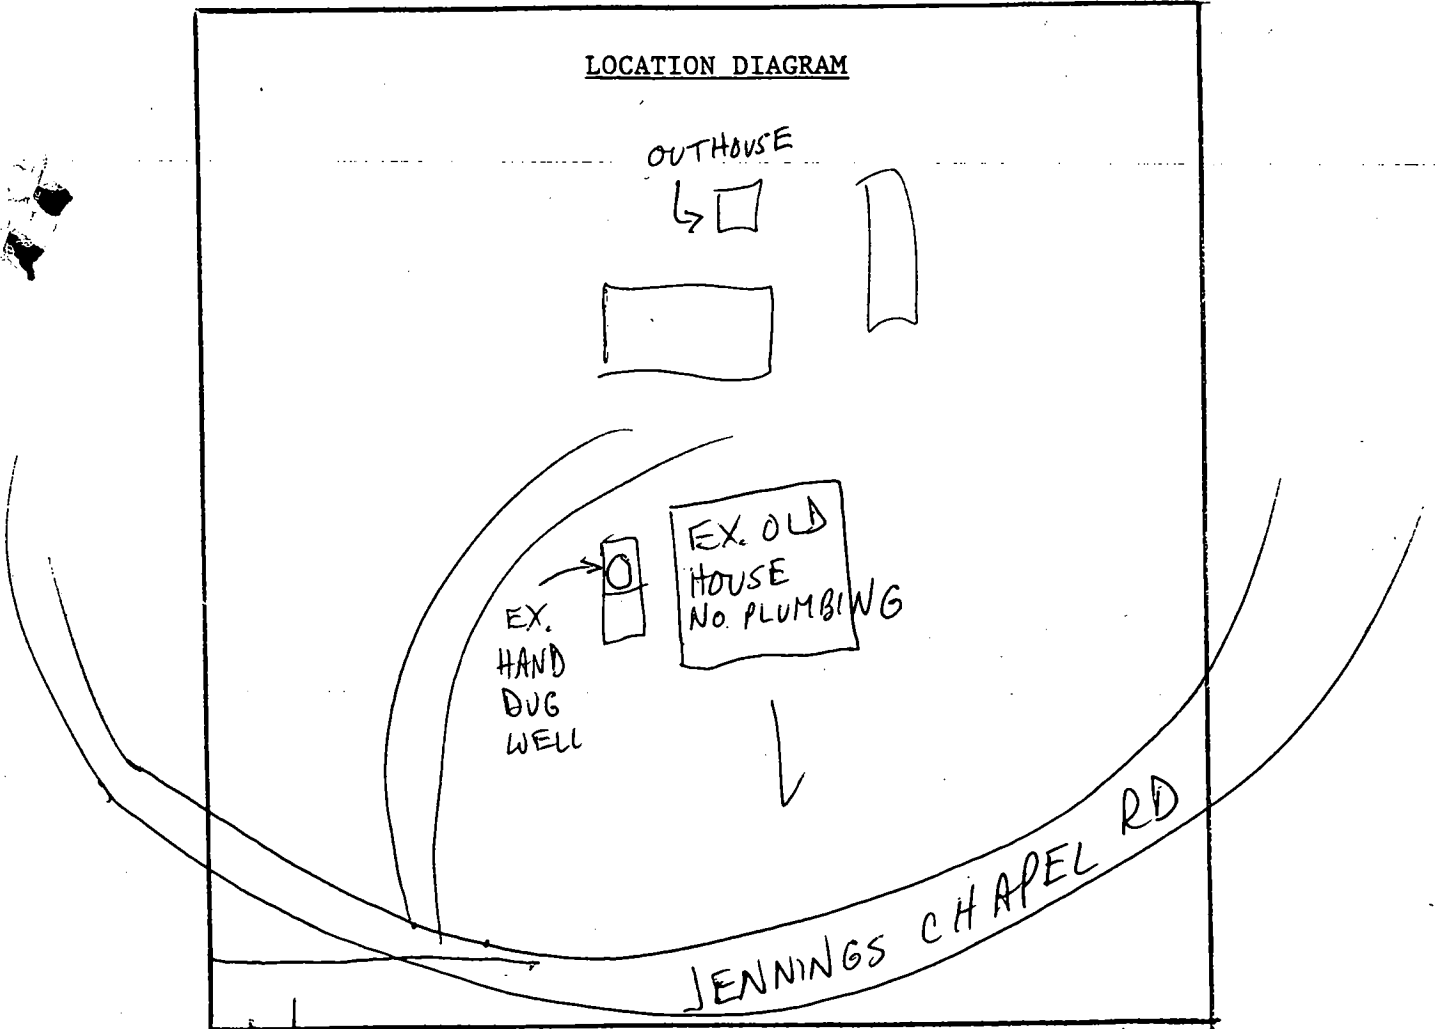 LOCATION DIAGRAM
OUTHOUSE
EX. OLD
HOUSE
NO. PLUMBING
EX.
HAND
DUG
WELL
JENNINGS CHAPEL RD